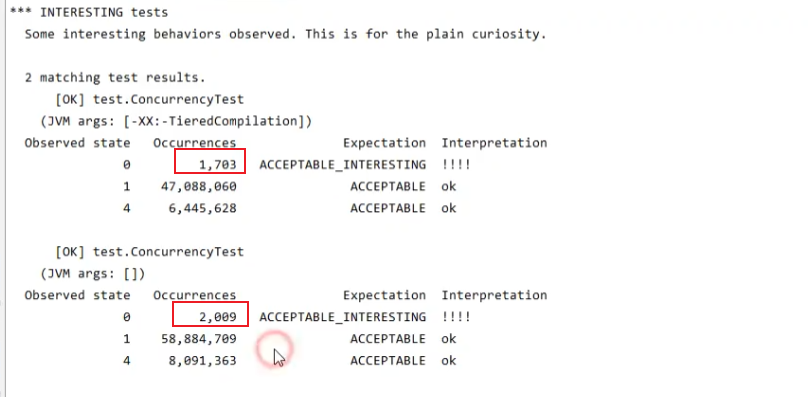 *** INTERESTING tests
Some interesting behaviors observed. This is for the plain curiosity.
2 matching test results.
[OK] test.ConcurrencyTest
(JVM args: [-XX:-TieredCompilation])
Observed state Occurrences Expectation Interpretation
0 1,703 ACCEPTABLE_INTERESTING !!!!
1 47,088,060 ACCEPTABLE ok
4 6,445,628 ACCEPTABLE ok
[OK] test.ConcurrencyTest
(JVM args: [])
Observed state Occurrences Expectation Interpretation
0 2,009 ACCEPTABLE_INTERESTING !!!!
1 58,884,709 ACCEPTABLE ok
4 8,091,363 ACCEPTABLE ok